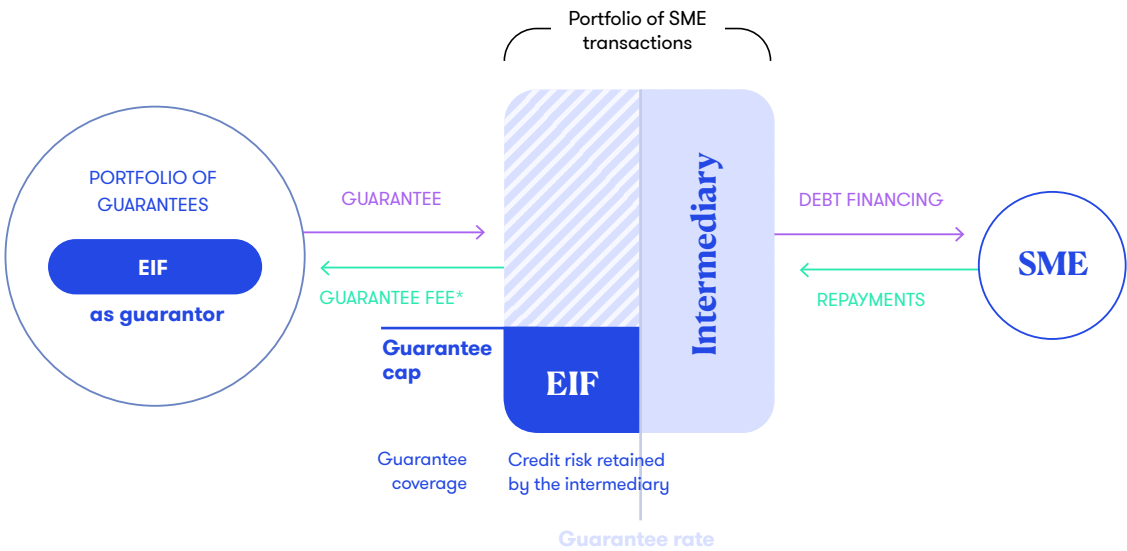 Portfolio of SME
transactions
PORTFOLIO OF
GUARANTEES
EIF
as guarantor
GUARANTEE
GUARANTEE FEE*
Guarantee
cap
EIF
Intermediary
DEBT FINANCING
REPAYMENTS
SME
Guarantee
coverage
Credit risk retained
by the intermediary
Guarantee rate